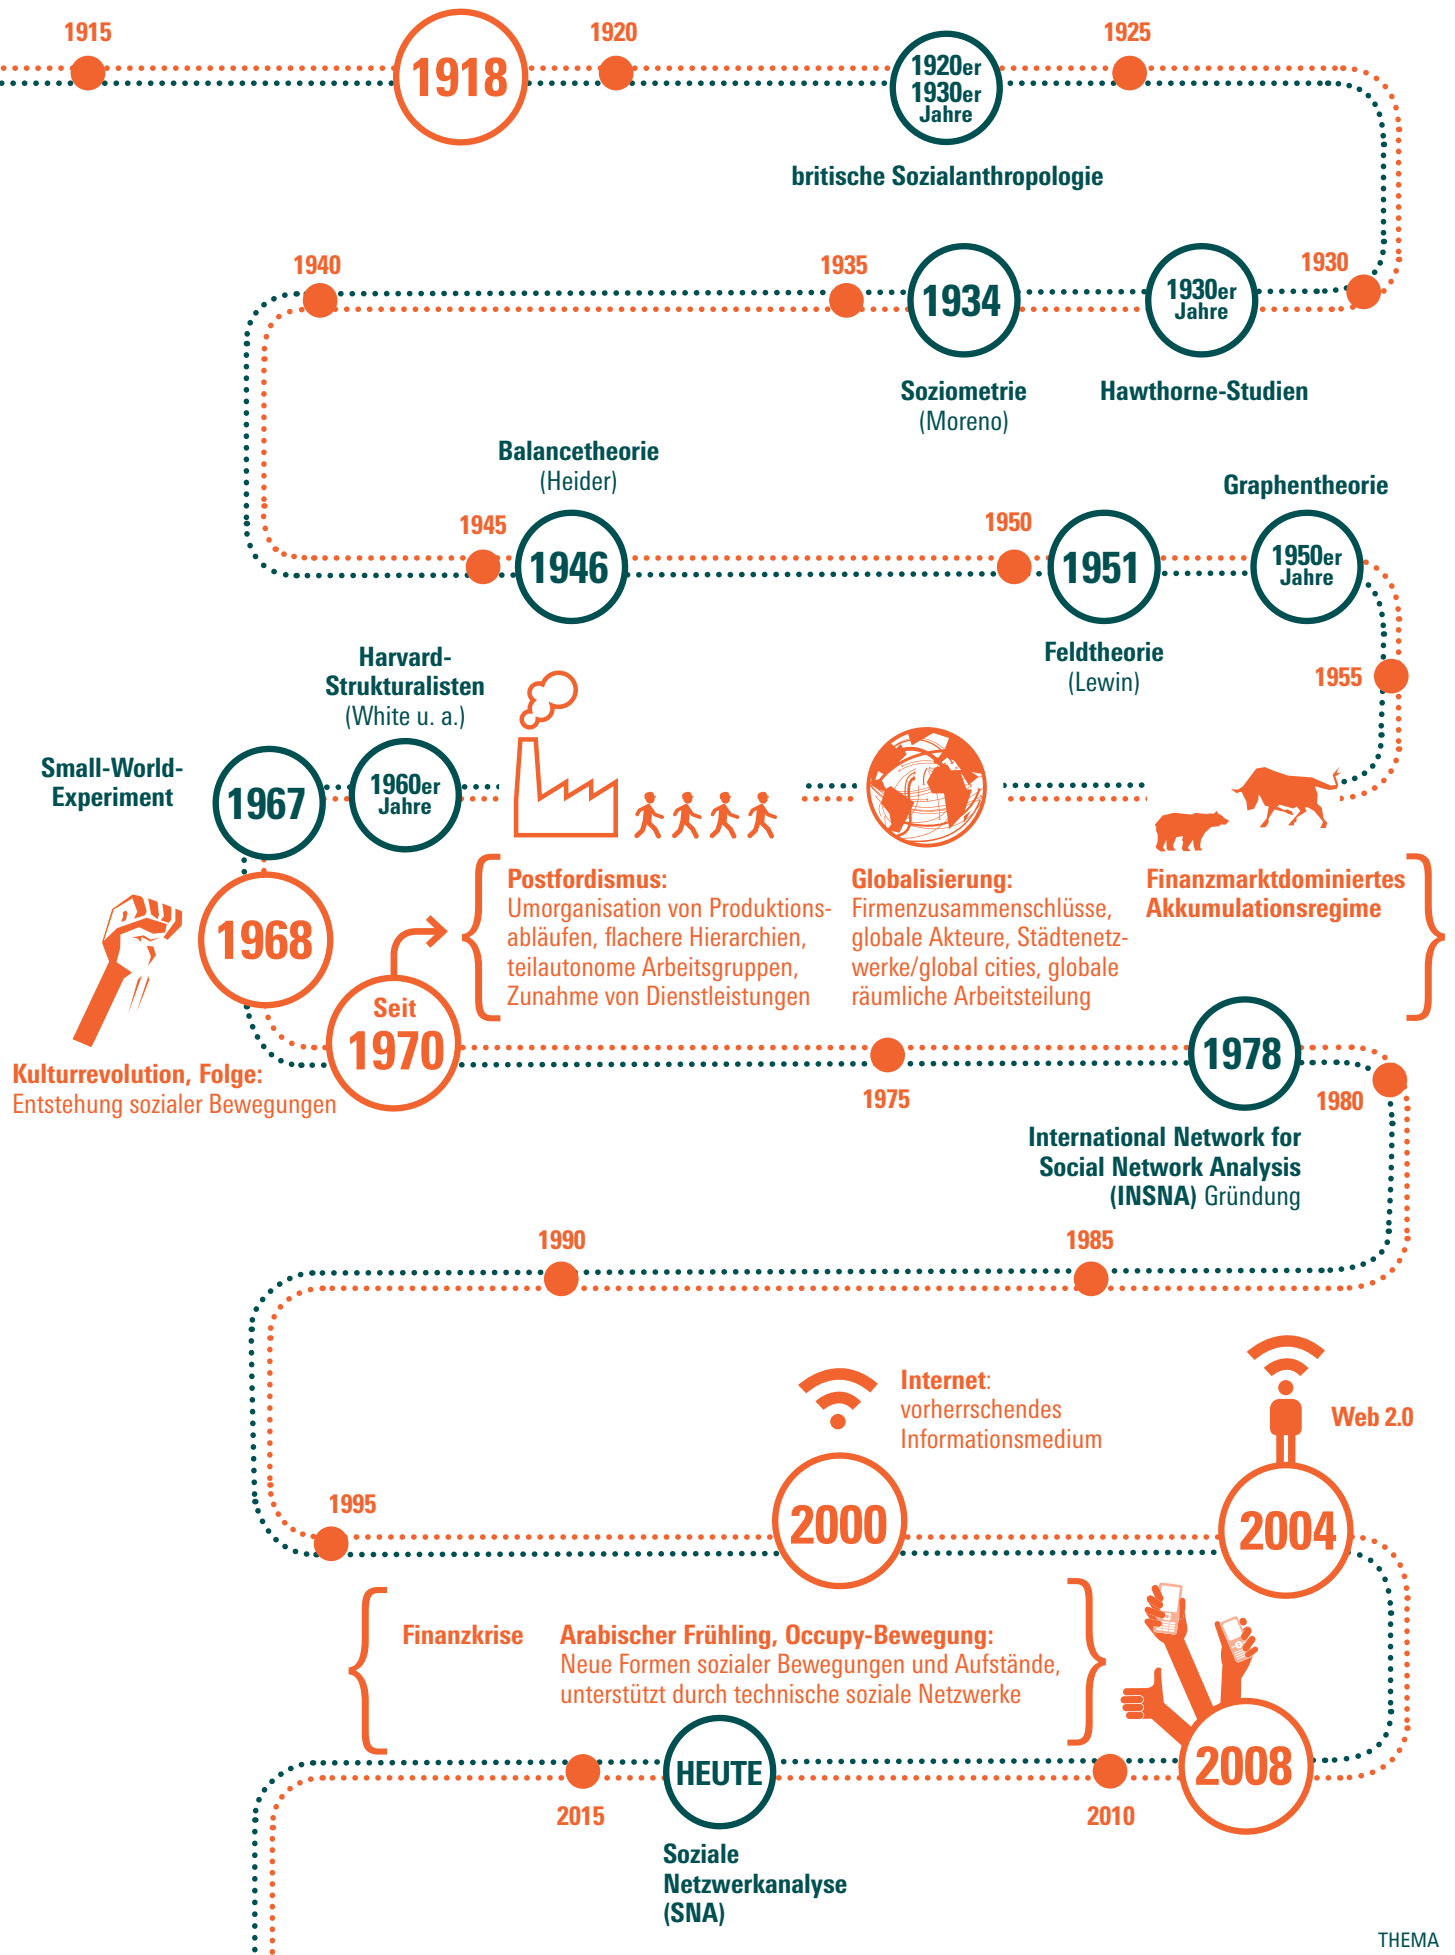 1915
1918
1920
1920er
1930er
Jahre
1925
britische Sozialanthropologie
1930
1930er
Jahre
Hawthorne-Studien
1934
Soziometrie
(Moreno)
1935
1940
1945
Balancetheorie
(Heider)
1946
1950
1951
Feldtheorie
(Lewin)
Graphentheorie
1950er
Jahre
1955
Harvard-
Strukturalisten
(White u. a.)
1960er
Jahre
Small-World-
Experiment
1967
1968
Kulturrevolution, Folge:
Entstehung sozialer Bewegungen
Seit
1970
Postfordismus:
Umorganisation von Produktions-
abläufen, flachere Hierarchien,
teilautonome Arbeitsgruppen,
Zunahme von Dienstleistungen
Globalisierung:
Firmenzusammenschlüsse,
globale Akteure, Städtenetz-
werke/global cities, globale
räumliche Arbeitsteilung
Finanzmarktdominiertes
Akkumulationsregime
1975
1978
International Network for
Social Network Analysis
(INSNA) Gründung
1980
1985
1990
1995
2000
Internet:
vorherrschendes
Informationsmedium
2004
Web 2.0
2008
Finanzkrise
Arabischer Frühling, Occupy-Bewegung:
Neue Formen sozialer Bewegungen und Aufstände,
unterstützt durch technische soziale Netzwerke
2010
HEUTE
Soziale
Netzwerkanalyse
(SNA)
2015
THEMA